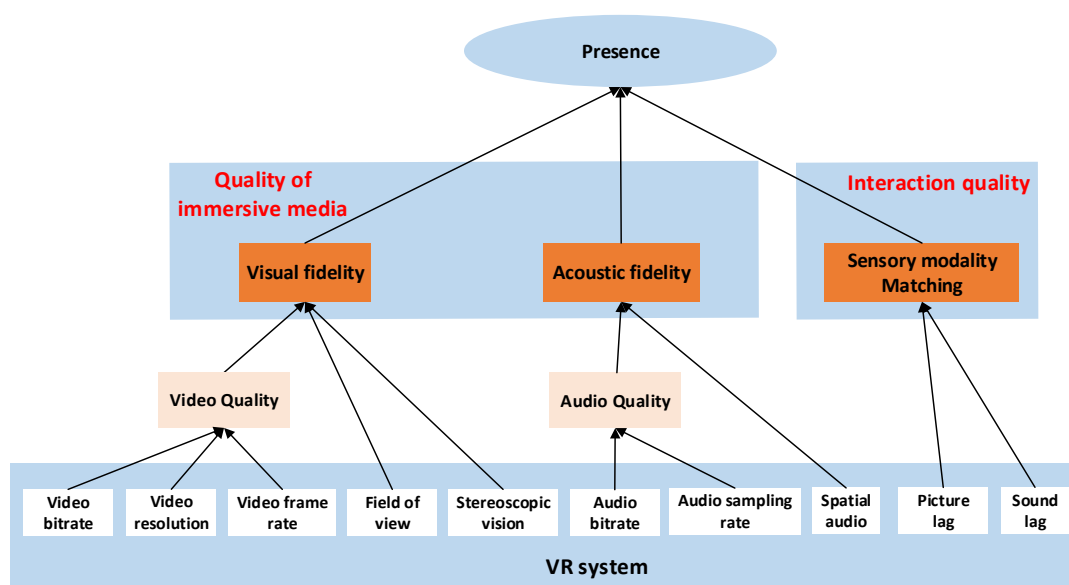 Presence
Quality of
immersive media
Interaction quality
Visual fidelity
Acoustic fidelity
Sensory modality
Matching
Video Quality
Audio Quality
Video
bitrate
Video
resolution
Video frame
rate
Field of
view
Stereoscopic
vision
Audio
bitrate
Audio sampling
rate
Spatial
audio
Picture
lag
Sound
lag
VR system